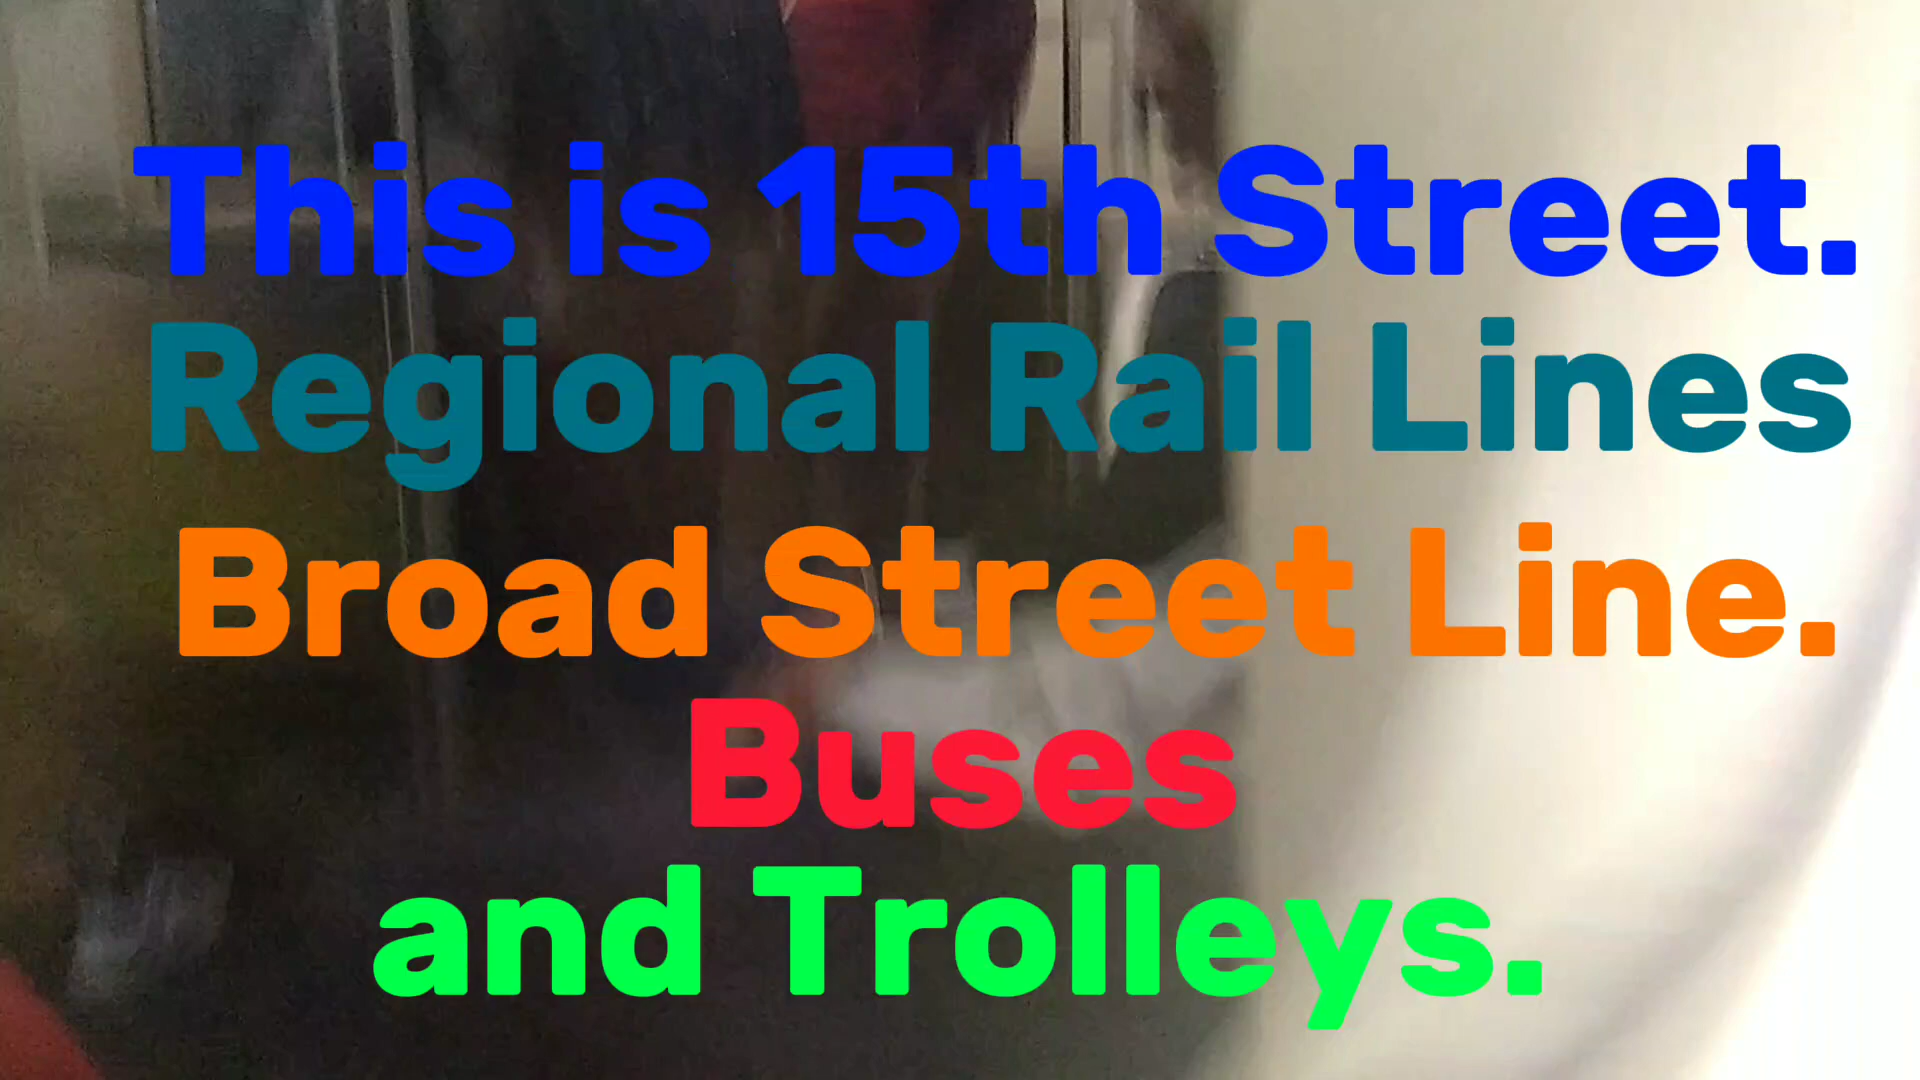 This is 15th Street.
Regional Rail Lines
Broad Street Line.
Buses
and Trolleys.